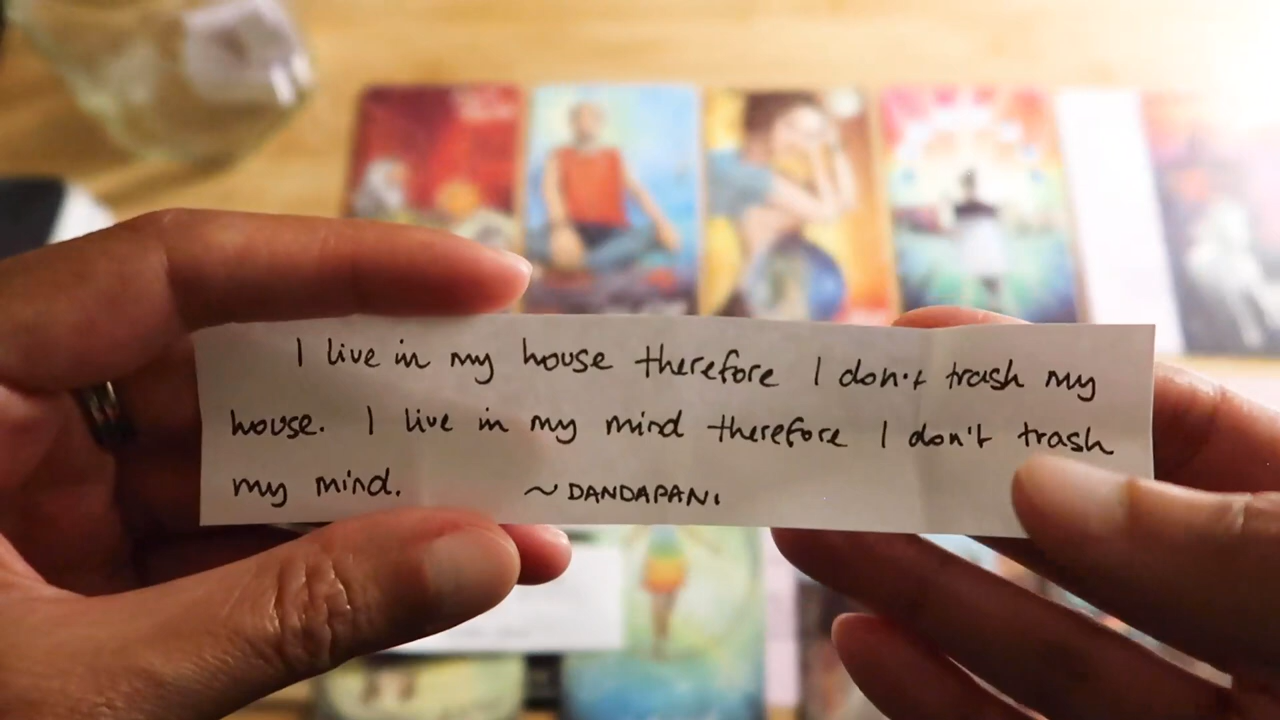 I live in my house therefore I don't trash my
house. I live in my mind therefore I don't trash
my mind. ~DANDAPANI